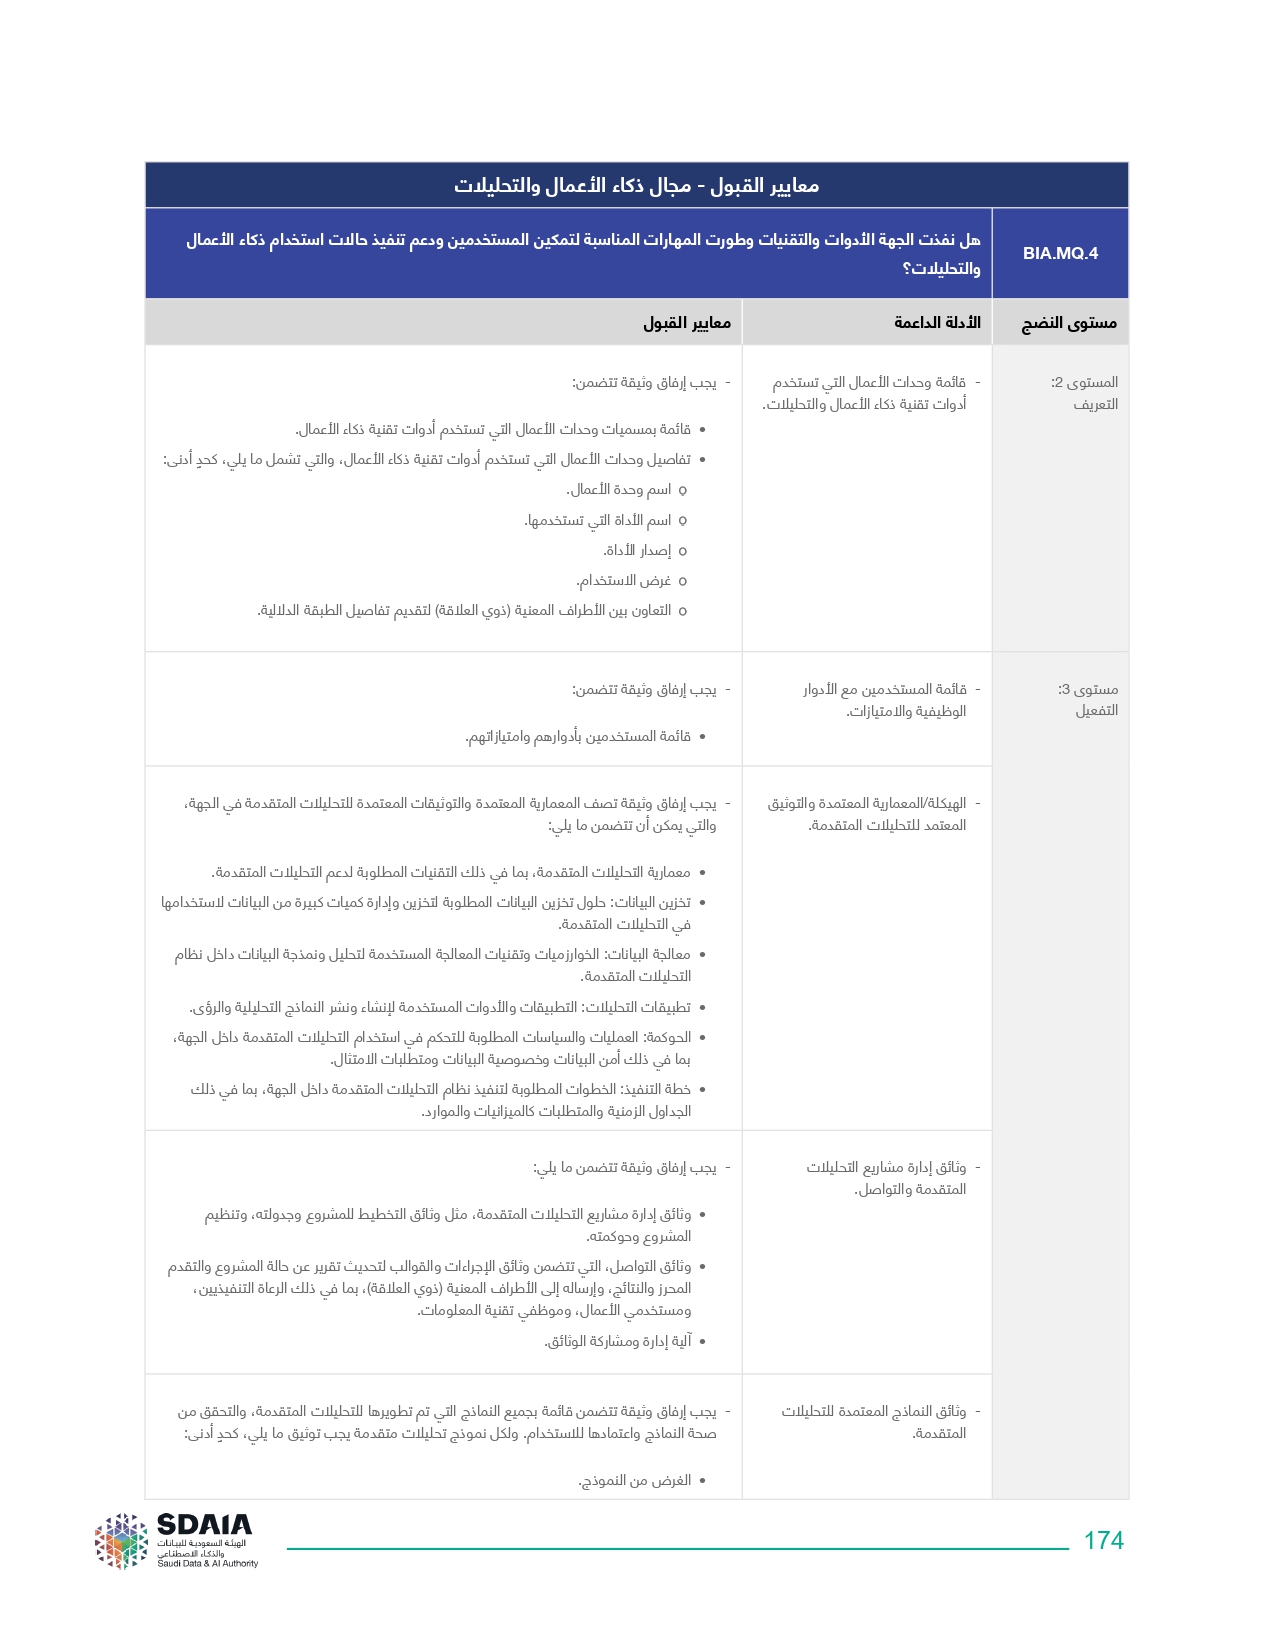 معايير القبول - مجال ذكاء الأعمال والتحليلات
BIA.MQ.4
هل نفذت الجهة الأدوات والتقنيات وطورت المهارات المناسبة لتمكين المستخدمين ودعم تنفيذ حالات استخدام ذكاء الأعمال
والتحليلات؟
مستوى النضج
الأدلة الداعمة
معايير القبول
المستوى 2:
التعريف
- قائمة وحدات الأعمال التي تستخدم
أدوات تقنية ذكاء الأعمال والتحليلات.
- يجب إرفاق وثيقة تتضمن:
• قائمة بمسميات وحدات الأعمال التي تستخدم أدوات تقنية ذكاء الأعمال.
• تفاصيل وحدات الأعمال التي تستخدم أدوات تقنية ذكاء الأعمال، والتي تشمل ما يلي، كحدٍ أدنى:
o اسم وحدة الأعمال.
o اسم الأداة التي تستخدمها.
o إصدار الأداة.
o غرض الاستخدام.
o التعاون بين الأطراف المعنية (ذوي العلاقة) لتقديم تفاصيل الطبقة الدلالية.
مستوى 3:
التفعيل
- قائمة المستخدمين مع الأدوار
الوظيفية والامتيازات.
- يجب إرفاق وثيقة تتضمن:
• قائمة المستخدمين بأدوارهم وامتيازاتهم.
- الهيكلة/المعمارية المعتمدة والتوثيق
المعتمد للتحليلات المتقدمة.
- يجب إرفاق وثيقة تصف المعمارية المعتمدة والتوثيقات المعتمدة للتحليلات المتقدمة في الجهة،
والتي يمكن أن تتضمن ما يلي:
• معمارية التحليلات المتقدمة، بما في ذلك التقنيات المطلوبة لدعم التحليلات المتقدمة.
• تخزين البيانات: حلول تخزين البيانات المطلوبة لتخزين وإدارة كميات كبيرة من البيانات لاستخدامها
في التحليلات المتقدمة.
• معالجة البيانات: الخوارزميات وتقنيات المعالجة المستخدمة لتحليل ونمذجة البيانات داخل نظام
التحليلات المتقدمة.
• تطبيقات التحليلات: التطبيقات والأدوات المستخدمة لإنشاء ونشر النماذج التحليلية والرؤى.
• الحوكمة: العمليات والسياسات المطلوبة للتحكم في استخدام التحليلات المتقدمة داخل الجهة،
بما في ذلك أمن البيانات وخصوصية البيانات ومتطلبات الامتثال.
• خطة التنفيذ: الخطوات المطلوبة لتنفيذ نظام التحليلات المتقدمة داخل الجهة، بما في ذلك
الجداول الزمنية والمتطلبات كالميزانيات والموارد.
- وثائق إدارة مشاريع التحليلات
المتقدمة والتواصل.
- يجب إرفاق وثيقة تتضمن ما يلي:
• وثائق إدارة مشاريع التحليلات المتقدمة، مثل وثائق التخطيط للمشروع وجدولته، وتنظيم
المشروع وحوكمته.
• وثائق التواصل، التي تتضمن وثائق الإجراءات والقوالب لتحديث تقرير عن حالة المشروع والتقدم
المحرز والنتائج، وإرساله إلى الأطراف المعنية (ذوي العلاقة)، بما في ذلك الرعاة التنفيذيين،
ومستخدمي الأعمال، وموظفي تقنية المعلومات.
• آلية إدارة ومشاركة الوثائق.
- وثائق النماذج المعتمدة للتحليلات
المتقدمة.
- يجب إرفاق وثيقة تتضمن قائمة بجميع النماذج التي تم تطويرها للتحليلات المتقدمة، والتحقق من
صحة النماذج واعتمادها للاستخدام. ولكل نموذج تحليلات متقدمة يجب توثيق ما يلي، كحدٍ أدنى:
• الغرض من النموذج.
SDAIA
الهيئة السعودية للبيانات
والذكاء الاصطناعي
Saudi Data & AI Authority
174